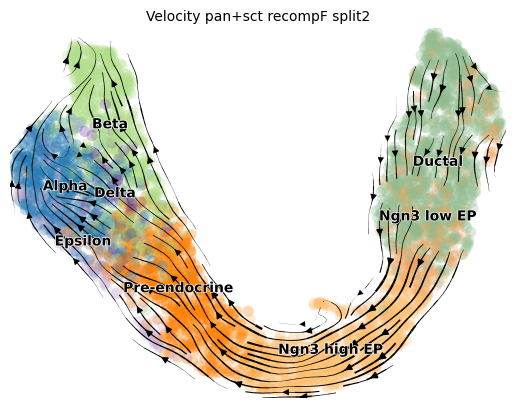 Velocity pan+sct recompF split2
Beta
Ductal
Alpha
Delta
Ngn3 low EP
Epsilon
Pre-endocrine
Ngn3 high EP